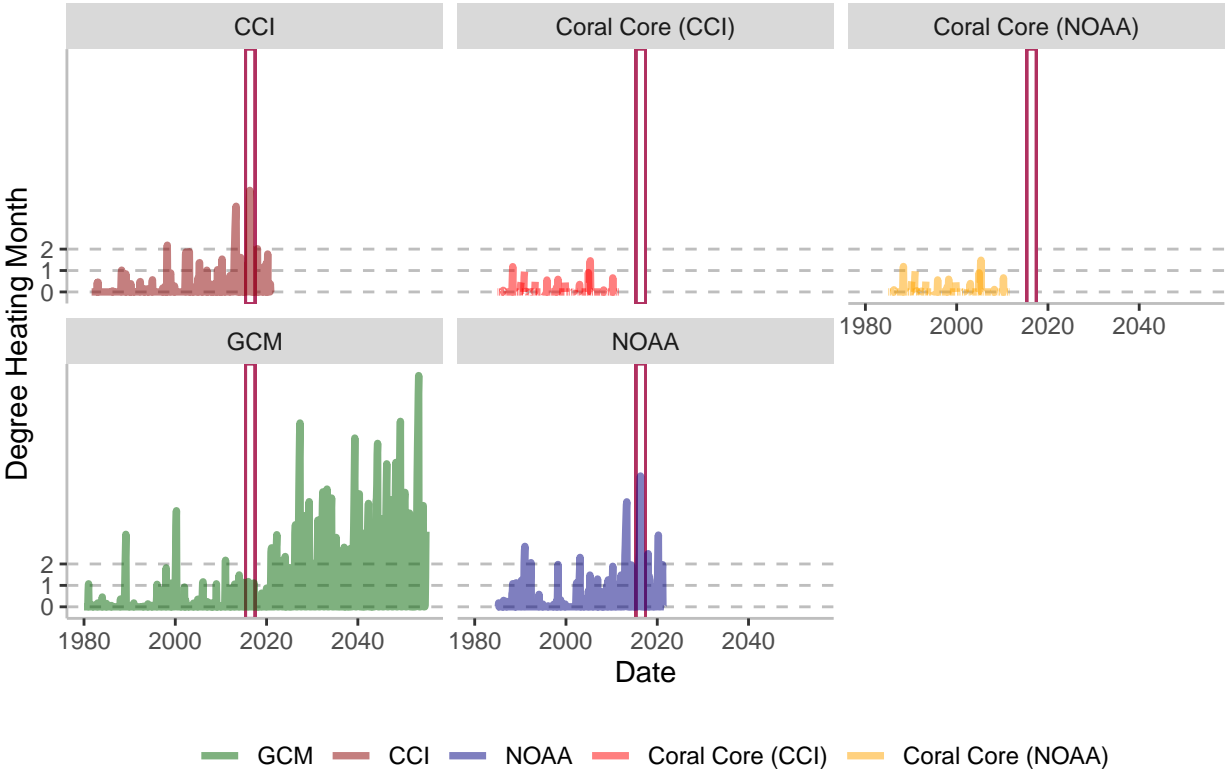 CCI
Coral Core (CCI)
Coral Core (NOAA)
Degree Heating Month
2
1
0
1980 2000 2020 2040
GCM
NOAA
2
1
0
1980 2000 2020 2040
1980 2000 2020 2040
Date
GCM CCI NOAA Coral Core (CCI) Coral Core (NOAA)